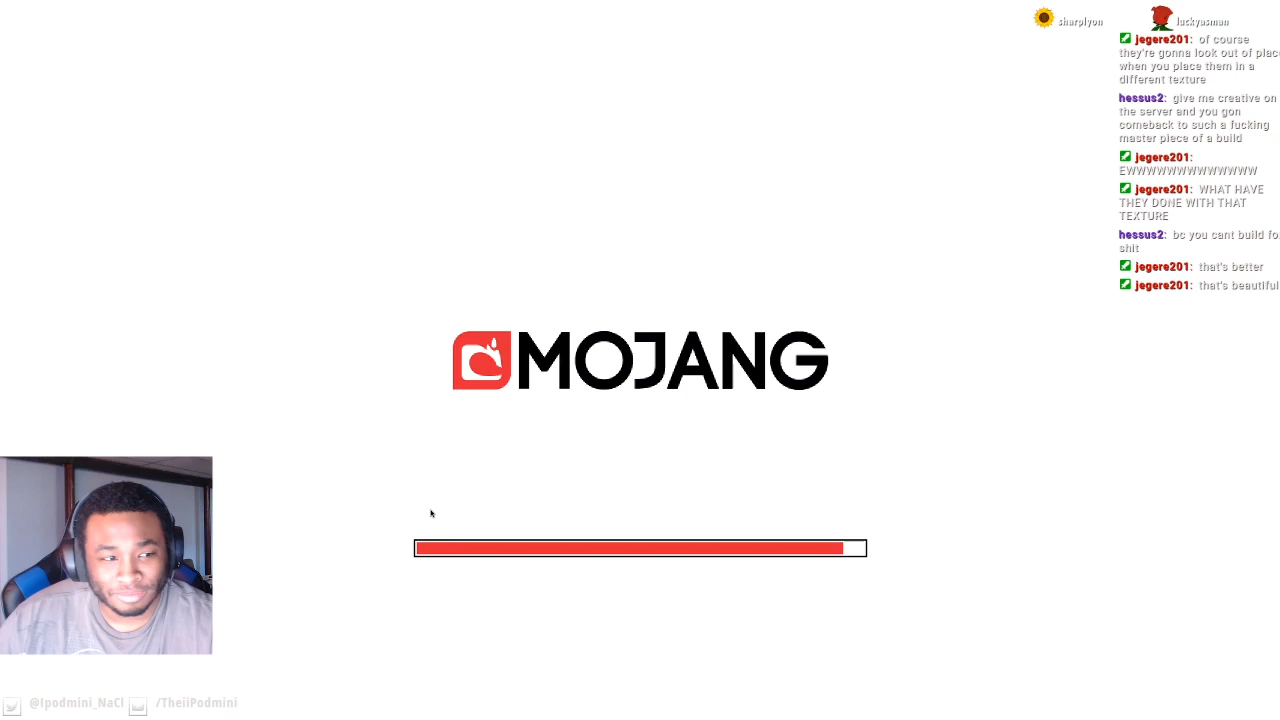 sharplyon
luckyasman
jegere201: of course
they're gonna look out of plac
when you place them in a
different texture
hessus2: give me creative on
the server and you gon
comeback to such a fucking
master piece of a build
jegere201:
EWWWWWWWWWWWWW
jegere201: WHAT HAVE
THEY DONE WITH THAT
TEXTURE
hessus2: bc you cant build fo
shit
jegere201: that's better
jegere201: that's beautiful
MOJANG
@Ipodmini_NaCl
/TheiiPodmini